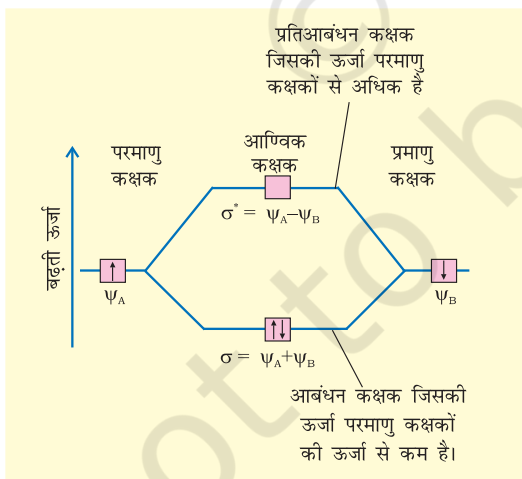 प्रतिआबंधन कक्षक
जिसकी ऊर्जा परमाणु
कक्षकों से अधिक है
परमाणु
कक्षक
आण्विक
कक्षक
प्रमाणु
कक्षक
σ* = ψA–ψB
बढ़ती ऊर्जा
↑
ψA
↓
ψB
↑↓
σ = ψA+ψB
आबंधन कक्षक जिसकी
ऊर्जा परमाणु कक्षकों
की ऊर्जा से कम है।
© not to b